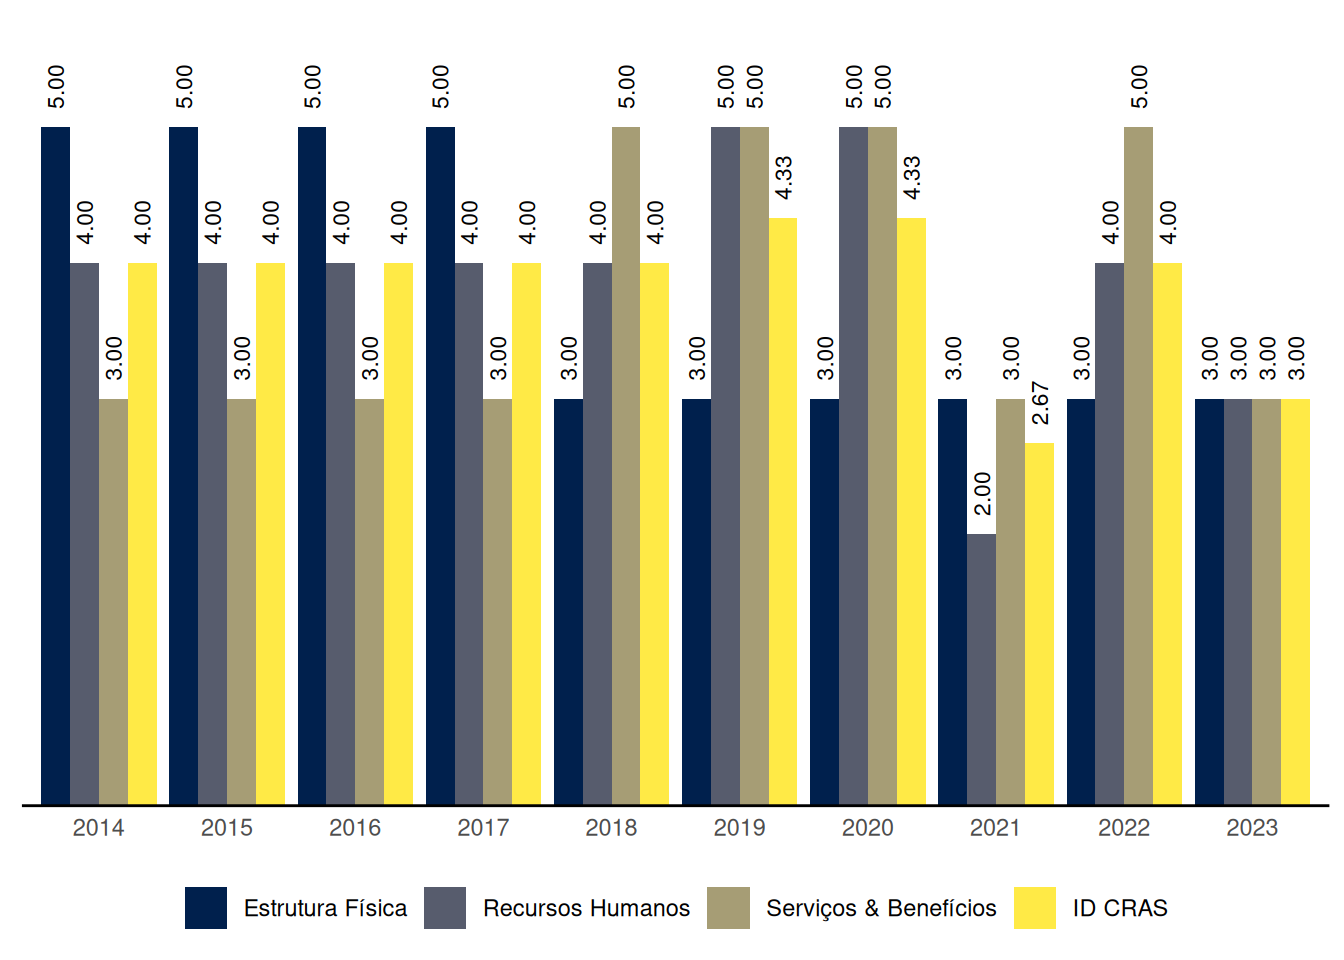 5.00 4.00 3.00 4.00 5.00 4.00 3.00 4.00 5.00 4.00 3.00 4.00 5.00 4.00 3.00 4.00 3.00 4.00 5.00 4.00 3.00 5.00 5.00 4.33 3.00 5.00 5.00 4.33 3.00 2.00 3.00 2.67 3.00 4.00 5.00 4.00 3.00 3.00 3.00 3.00
2014 2015 2016 2017 2018 2019 2020 2021 2022 2023
Estrutura Física Recursos Humanos Serviços & Benefícios ID CRAS